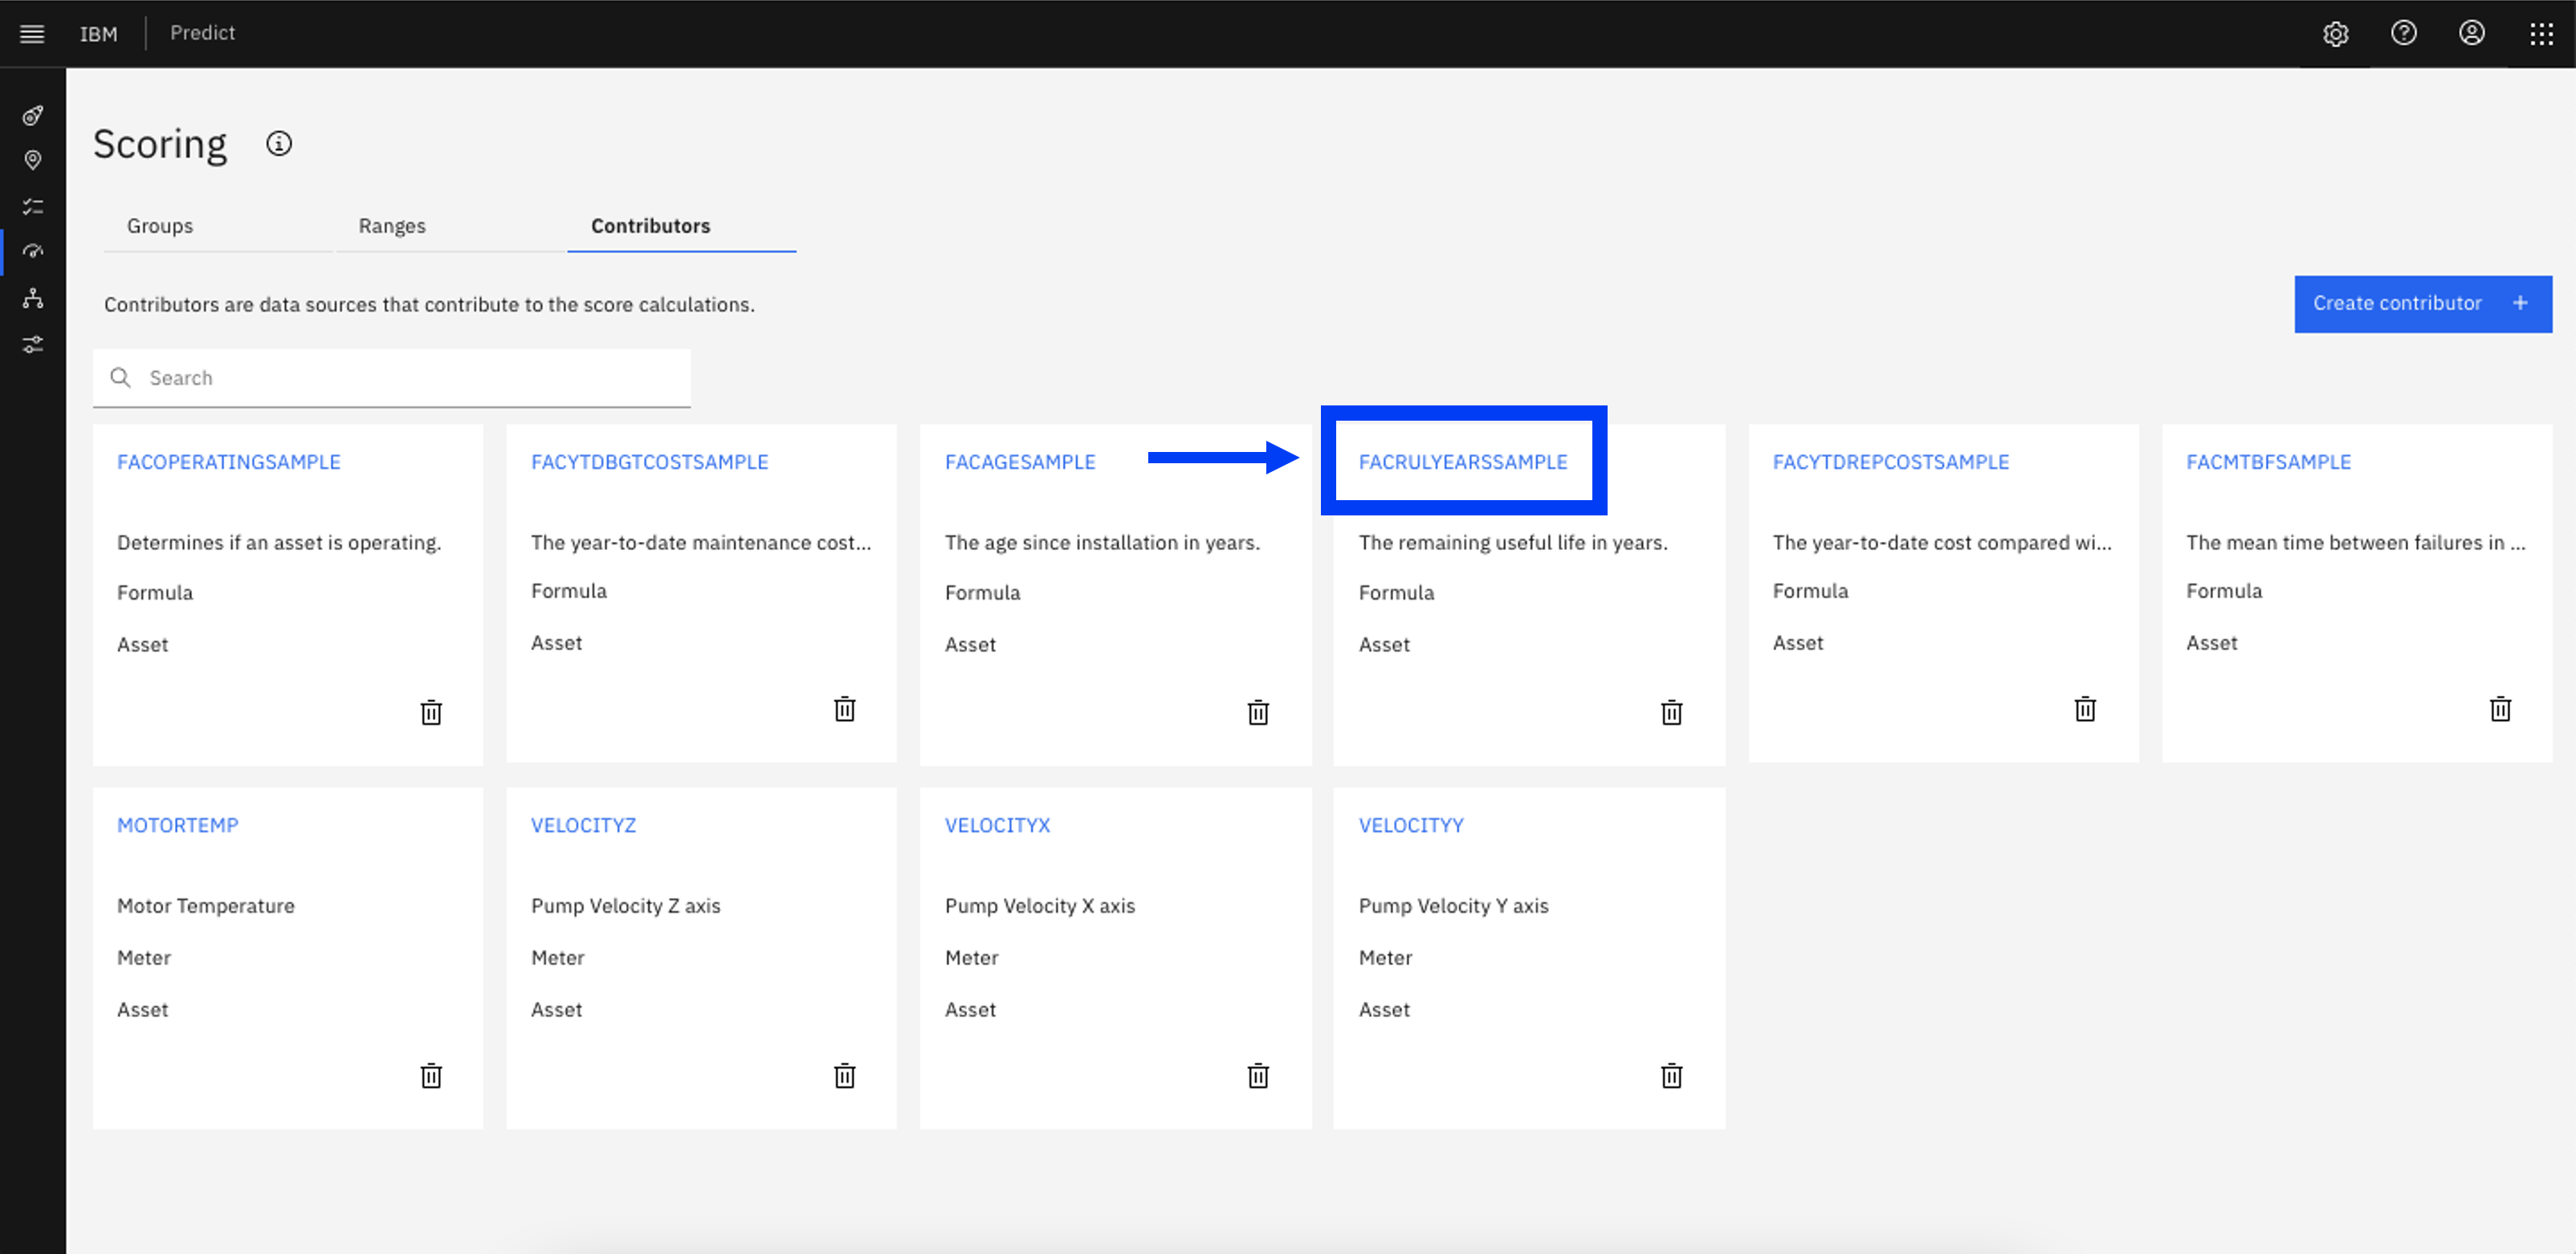 IBM
Predict
Scoring
Groups
Ranges
Contributors
Contributors are data sources that contribute to the score calculations.
Create contributor +
Search
FACOPERATINGSAMPLE
Determines if an asset is operating.
Formula
Asset
FACYTDBGTCOSTSAMPLE
The year-to-date maintenance cost...
Formula
Asset
FACAGESAMPLE
The age since installation in years.
Formula
Asset
FACRULYEARSSAMPLE
The remaining useful life in years.
Formula
Asset
FACYTDREPCOSTSAMPLE
The year-to-date cost compared wi...
Formula
Asset
FACMTBFSAMPLE
The mean time between failures in ...
Formula
Asset
MOTORTEMP
Motor Temperature
Meter
Asset
VELOCITYZ
Pump Velocity Z axis
Meter
Asset
VELOCITYX
Pump Velocity X axis
Meter
Asset
VELOCITYY
Pump Velocity Y axis
Meter
Asset